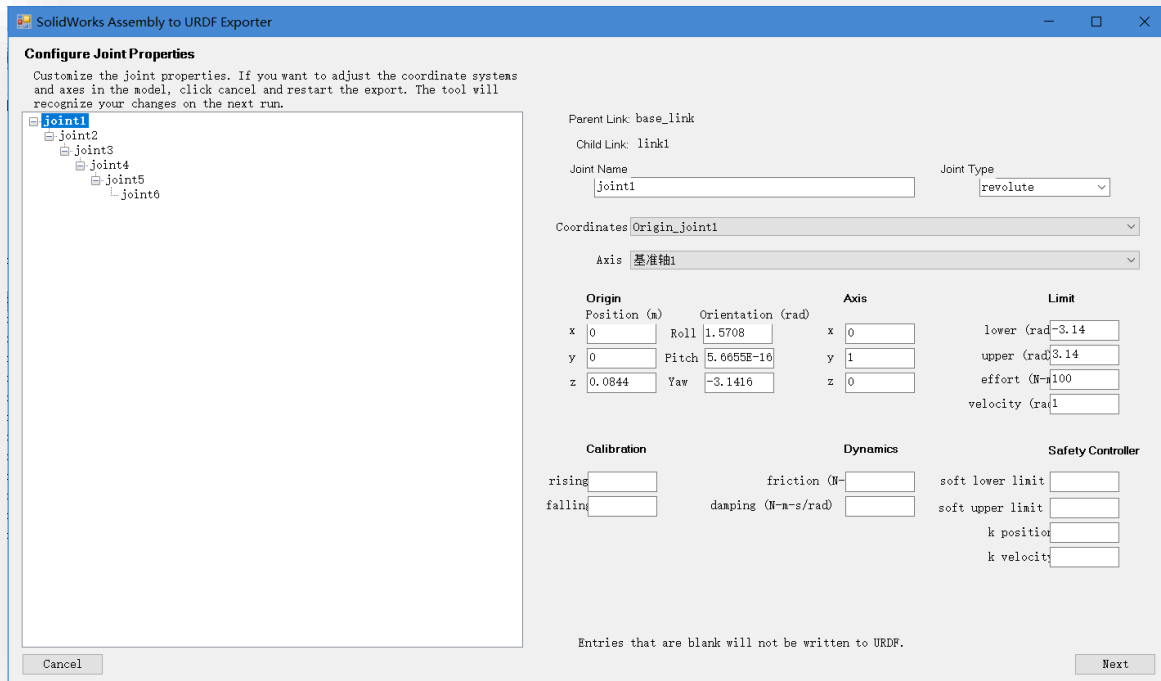 SolidWorks Assembly to URDF Exporter
Configure Joint Properties
Customize the joint properties. If you want to adjust the coordinate systems
and axes in the model, click cancel and restart the export. The tool will
recognize your changes on the next run.
joint1
joint2
joint3
joint4
joint5
joint6
Parent Link: base_link
Child Link: link1
Joint Name
Joint Type
joint1
revolute
Coordinates Origin_joint1
Axis 基准轴1
Origin
Axis
Limit
Position (m)
Orientation (rad)
x 0 Roll 1.5708 x 0 lower (rad -3.14
y 0 Pitch 5.6655E-16 y 1 upper (rad) 3.14
z 0.0844 Yaw -3.1416 z 0 effort (N-m 100
velocity (rad 1
Calibration
Dynamics
Safety Controller
rising friction (N- soft lower limit
falling damping (N-m-s/rad) soft upper limit
k position
k velocity
Entries that are blank will not be written to URDF.
Cancel
Next